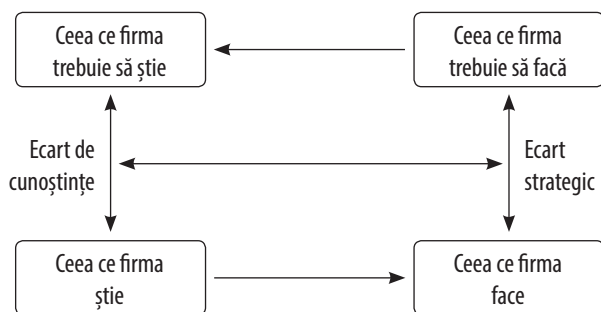 Ceea ce firma
trebuie să știe
Ceea ce firma
trebuie să facă
Ecart de
cunoștințe
Ecart
strategic
Ceea ce firma
știe
Ceea ce firma
face